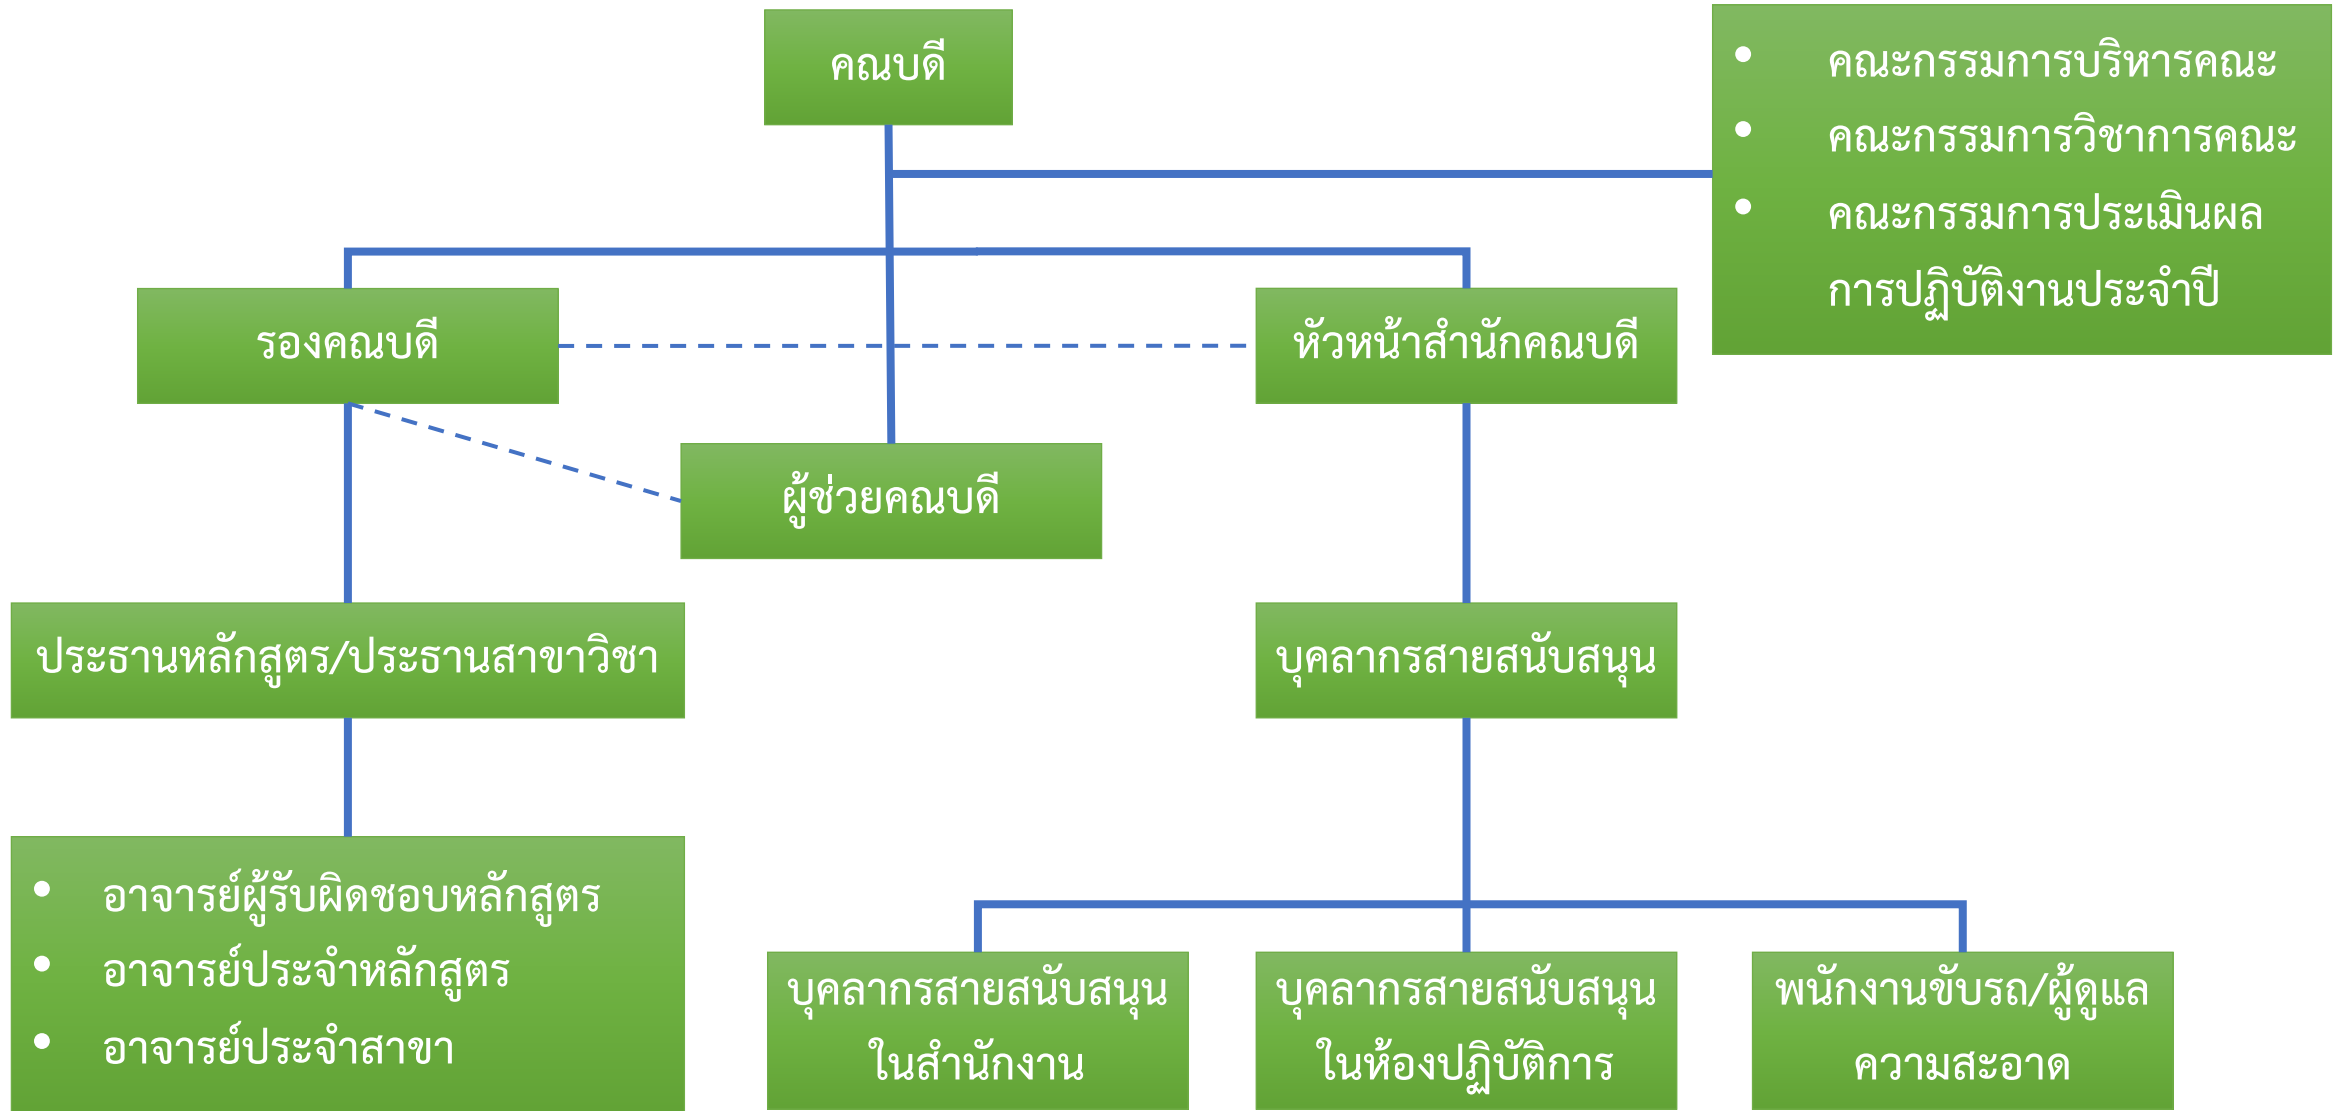 คณบดี
• คณะกรรมการบริหารคณะ
• คณะกรรมการวิชาการคณะ
• คณะกรรมการประเมินผล
การปฏิบัติงานประจำปี
รองคณบดี
หัวหน้าสำนักคณบดี
ผู้ช่วยคณบดี
ประธานหลักสูตร/ประธานสาขาวิชา
บุคลากรสายสนับสนุน
• อาจารย์ผู้รับผิดชอบหลักสูตร
• อาจารย์ประจำหลักสูตร
• อาจารย์ประจำสาขา
บุคลากรสายสนับสนุน
ในสำนักงาน
บุคลากรสายสนับสนุน
ในห้องปฏิบัติการ
พนักงานขับรถ/ผู้ดูแล
ความสะอาด